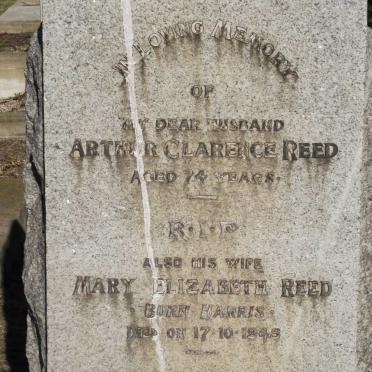 IN LOVING MEMORY
OF
MY DEAR HUSBAND
ARTHUR CLARENCE REED
AGED 74 YEARS.
R.I.P
ALSO HIS WIFE
MARY ELIZABETH REED
BORN HARRIS
DIED ON 17-10-1945